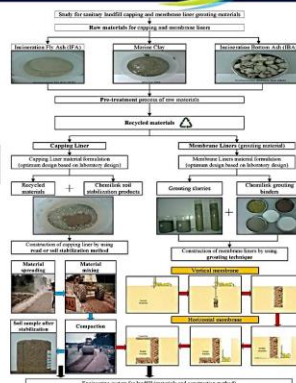 Study for sanitary landfill capping and membrane liner grouting materials
Raw materials for capping and membrane liners
Incineration Fly Ash (IFA)
Marine Clay
Incineration Bottom Ash (IBA)
Pre-treatment process of raw materials
Recycled materials
Capping Liner
Membrane Liners (grouting material)
Capping Liner material formulation
(optimum design based on laboratory design)
Membrane Liners material formulation
(optimum design based on laboratory design)
Recycled
materials
+
Chemilink soil
stabilization products
Grouting slurries
+
Chemilink grouting
binders
Construction of capping liner by using
road or soil stabilization method
Construction of membrane liners by using
grouting technique
Material
spreading
Material
mixing
Vertical membrane
Soil sample after
stabilization
Compaction
Horizontal membrane